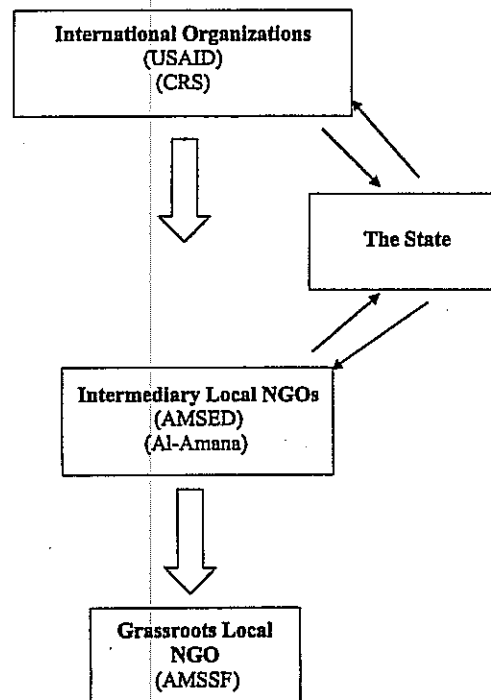 International Organizations
(USAID)
(CRS)
The State
Intermediary Local NGOs
(AMSED)
(Al-Amana)
Grassroots Local
NGO
(AMSSF)